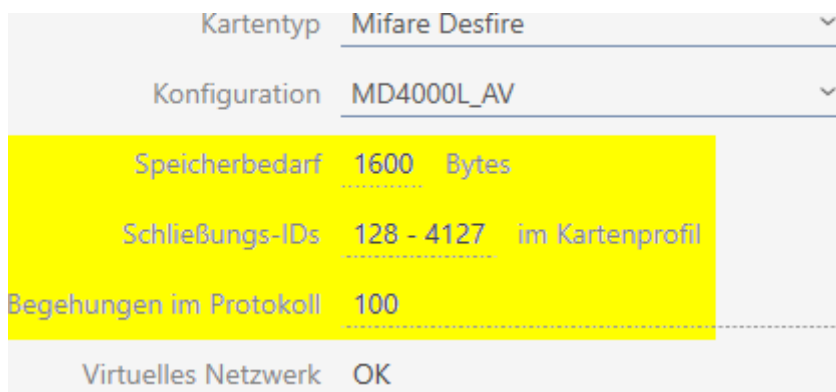 Kartentyp Mifare Desfire
Konfiguration MD4000L_AV
Speicherbedarf 1600 Bytes
Schließungs-IDs 128 - 4127 im Kartenprofil
Begehungen im Protokoll 100
Virtuelles Netzwerk OK